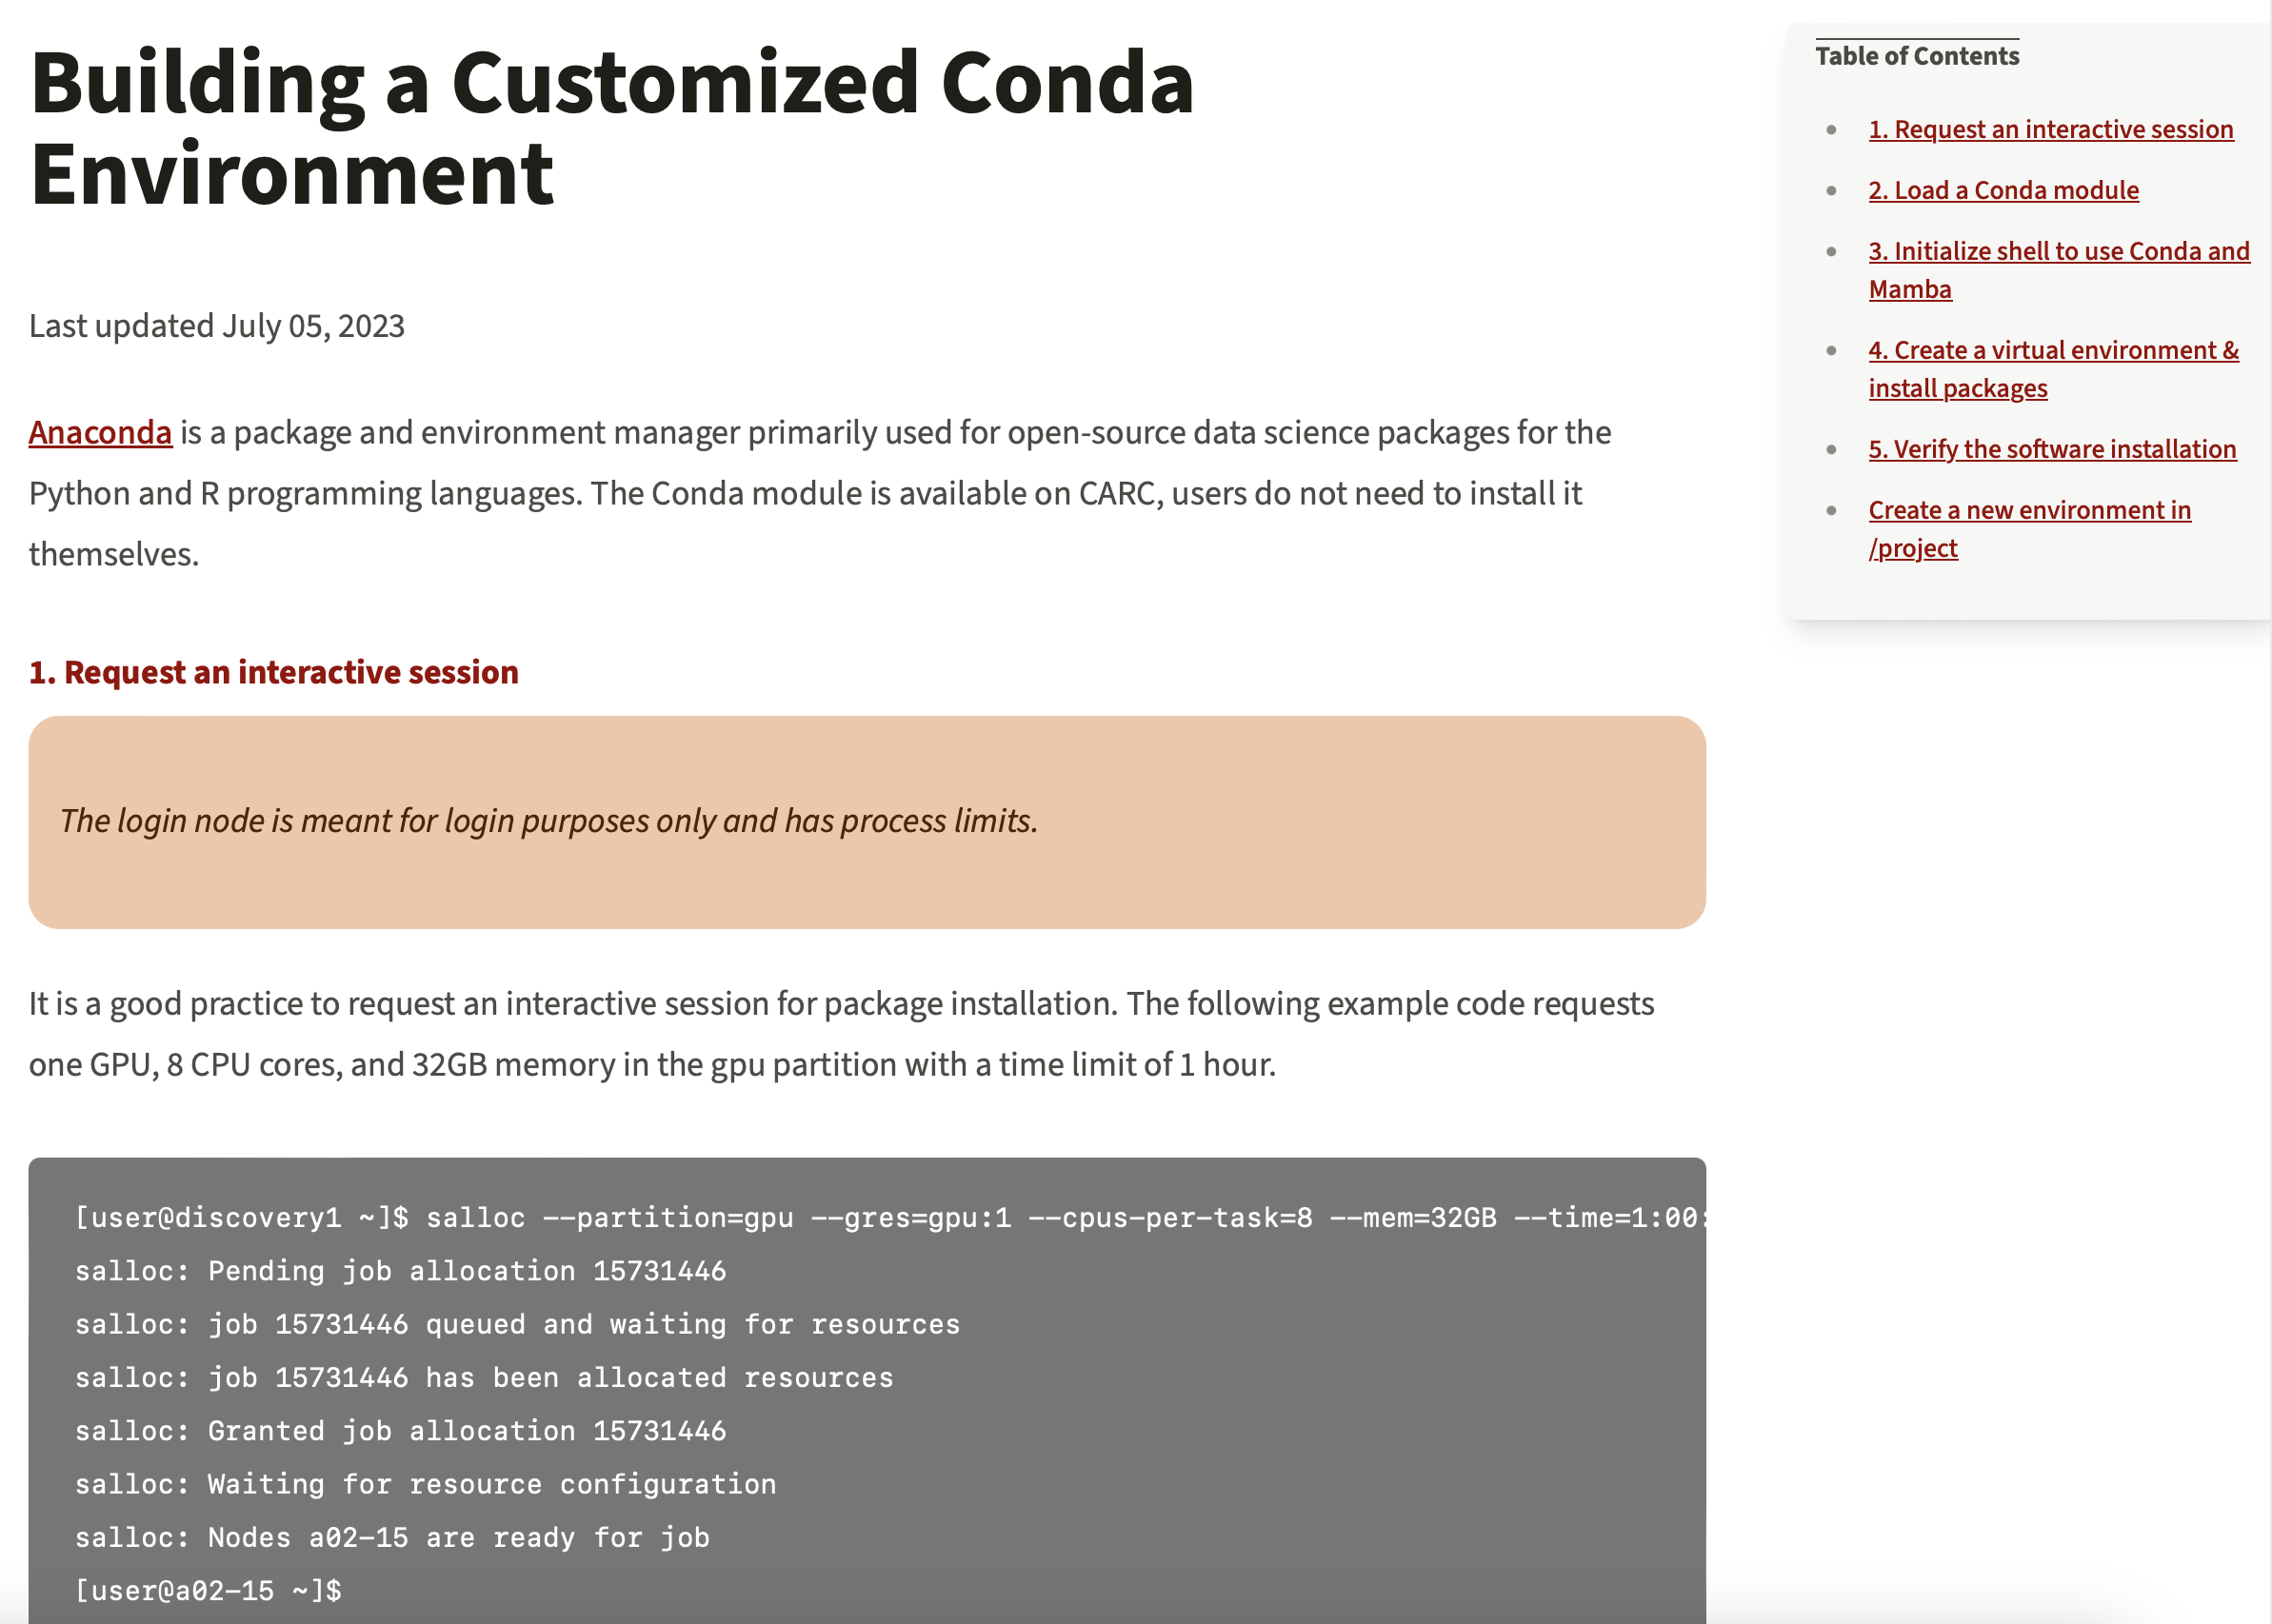 Building a Customized Conda
Environment
Last updated July 05, 2023
Anaconda is a package and environment manager primarily used for open-source data science packages for the
Python and R programming languages. The Conda module is available on CARC, users do not need to install it
themselves.
1. Request an interactive session
The login node is meant for login purposes only and has process limits.
It is a good practice to request an interactive session for package installation. The following example code requests
one GPU, 8 CPU cores, and 32GB memory in the gpu partition with a time limit of 1 hour.
[user@discovery1 ~]$ salloc --partition=gpu --gres=gpu:1 --cpus-per-task=8 --mem=32GB --time=1:00:
salloc: Pending job allocation 15731446
salloc: job 15731446 queued and waiting for resources
salloc: job 15731446 has been allocated resources
salloc: Granted job allocation 15731446
salloc: Waiting for resource configuration
salloc: Nodes a02-15 are ready for job
[user@a02-15 ~]$
Table of Contents
1. Request an interactive session
2. Load a Conda module
3. Initialize shell to use Conda and
Mamba
4. Create a virtual environment &
install packages
5. Verify the software installation
Create a new environment in
/project